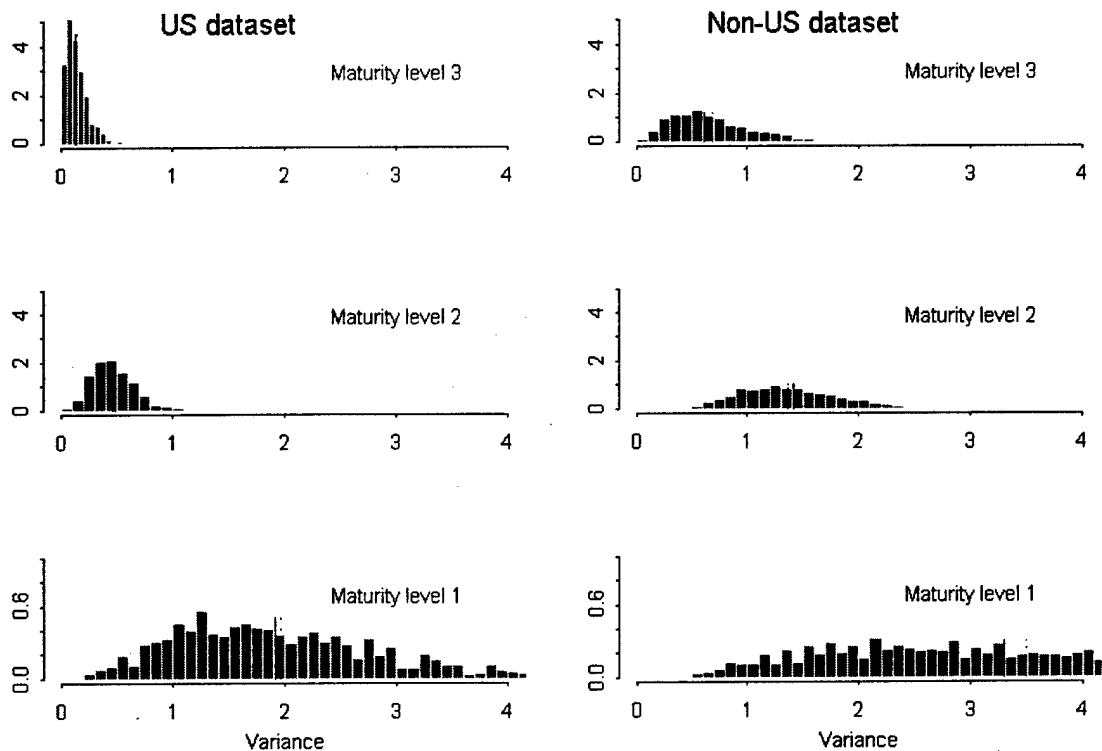 US dataset
Maturity level 3
0 2 4
0 1 2 3 4
Non-US dataset
Maturity level 3
0 2 4
0 1 2 3 4
Maturity level 2
0 2 4
0 1 2 3 4
Maturity level 2
0 2 4
0 1 2 3 4
Maturity level 1
0.0 0.6
0 1 2 3 4
Variance
Maturity level 1
0.0 0.6
0 1 2 3 4
Variance